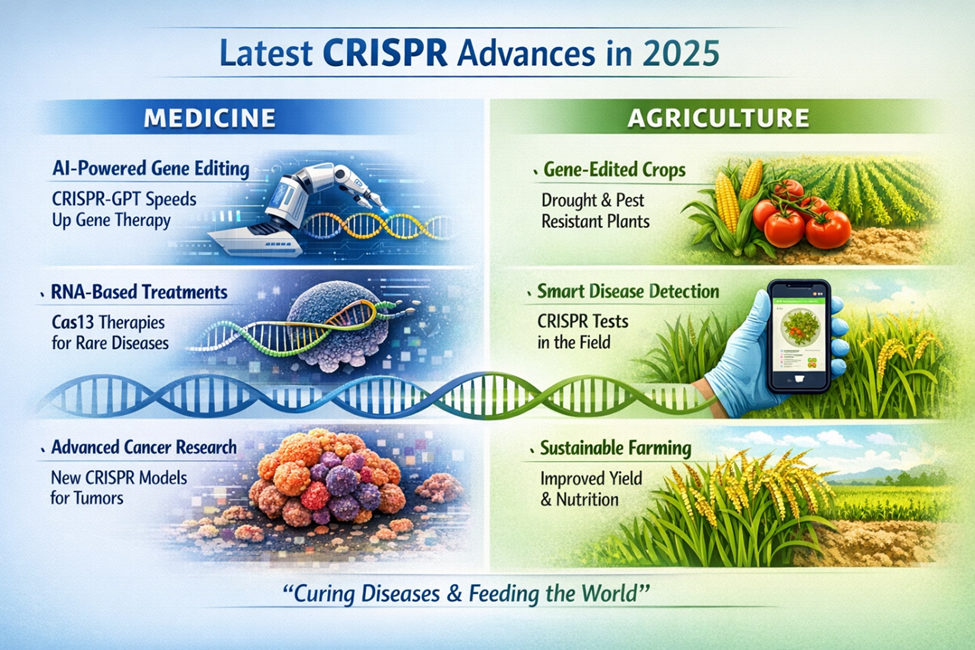 Latest CRISPR Advances in 2025
MEDICINE
AI-Powered Gene Editing
CRISPR-GPT Speeds
Up Gene Therapy
RNA-Based Treatments
Cas13 Therapies
for Rare Diseases
Advanced Cancer Research
New CRISPR Models
for Tumors
AGRICULTURE
Gene-Edited Crops
Drought & Pest
Resistant Plants
Smart Disease Detection
CRISPR Tests
in the Field
Sustainable Farming
Improved Yield
& Nutrition
“Curing Diseases & Feeding the World”